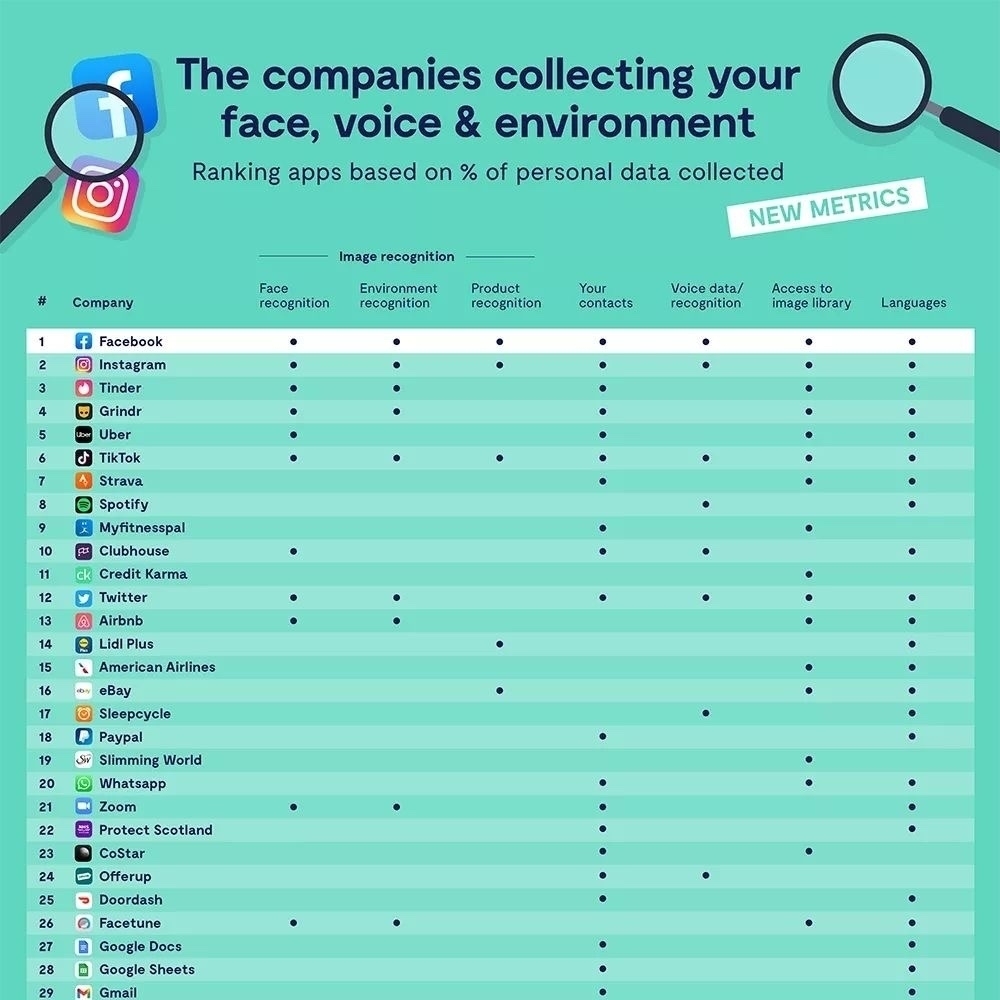 The companies collecting your
face, voice & environment
Ranking apps based on % of personal data collected
NEW METRICS
Image recognition
# Company Face recognition Environment recognition Product recognition Your contacts Voice data/ recognition Access to image library Languages
1 Facebook • • • • • • •
2 Instagram • • • • • • •
3 Tinder • • • • •
4 Grindr • • • • •
5 Uber • • • •
6 TikTok • • • • • • •
7 Strava • • •
8 Spotify • •
9 Myfitnesspal • •
10 Clubhouse • • • •
11 Credit Karma •
12 Twitter • • • • • •
13 Airbnb • • • •
14 Lidl Plus • •
15 American Airlines • •
16 eBay • • •
17 Sleepcycle • •
18 Paypal • •
19 Slimming World •
20 Whatsapp • • •
21 Zoom • • • •
22 Protect Scotland • •
23 CoStar • •
24 Offerup • •
25 Doordash • •
26 Facetune • • • •
27 Google Docs • •
28 Google Sheets • •
29 Gmail • •